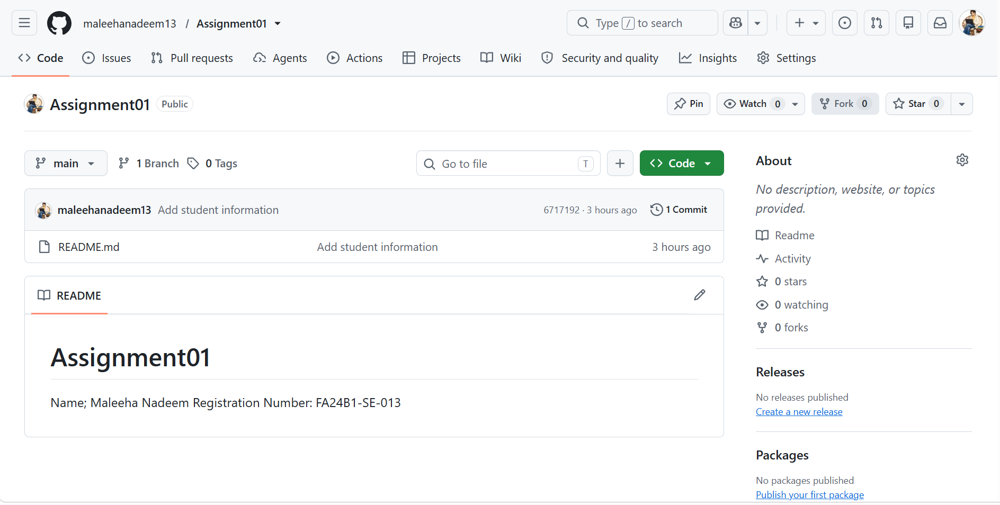 maleehanadeem13 / Assignment01
Type / to search
Code Issues Pull requests Agents Actions Projects Wiki Security and quality Insights Settings
Assignment01 Public
Pin Watch 0 Fork 0 Star 0
main 1 Branch 0 Tags
Go to file T
Code
maleehanadeem13 Add student information 6717192 · 3 hours ago 1 Commit
README.md Add student information 3 hours ago
README
Assignment01
Name; Maleeha Nadeem Registration Number: FA24B1-SE-013
About
No description, website, or topics
provided.
Readme
Activity
0 stars
0 watching
0 forks
Releases
No releases published
Create a new release
Packages
No packages published
Publish your first package